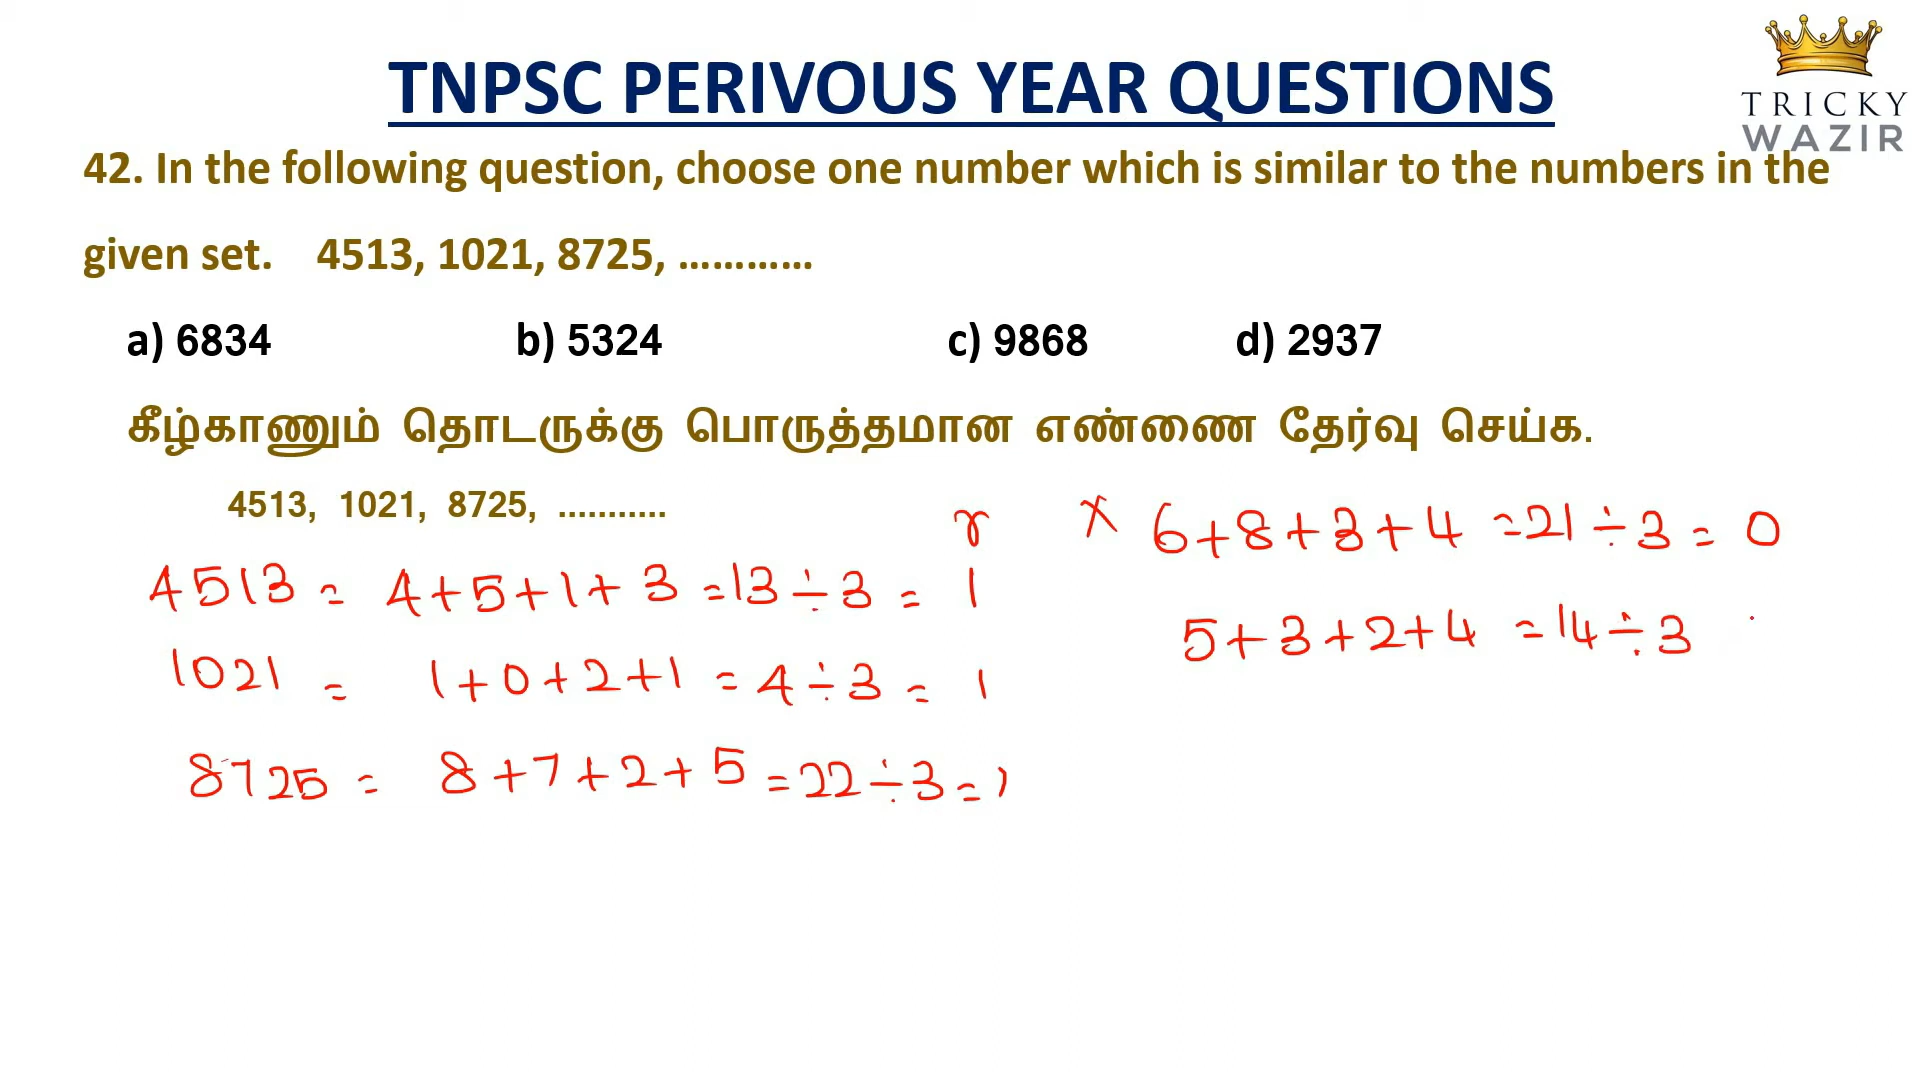 TNPSC PERIVOUS YEAR QUESTIONS
TRICKY
WAZIR
42. In the following question, choose one number which is similar to the numbers in the
given set. 4513, 1021, 8725, ............
a) 6834 b) 5324 c) 9868 d) 2937
கீழ்காணும் தொடருக்கு பொருத்தமான எண்ணை தேர்வு செய்க.
4513, 1021, 8725, ...........
r
X 6+8+3+4 =21÷3= 0
4513 = 4+5+1+3 =13÷3= 1
5+3+2+4 =14÷3
1021 = 1+0+2+1 =4÷3= 1
8725 = 8+7+2+5 =22÷3=1